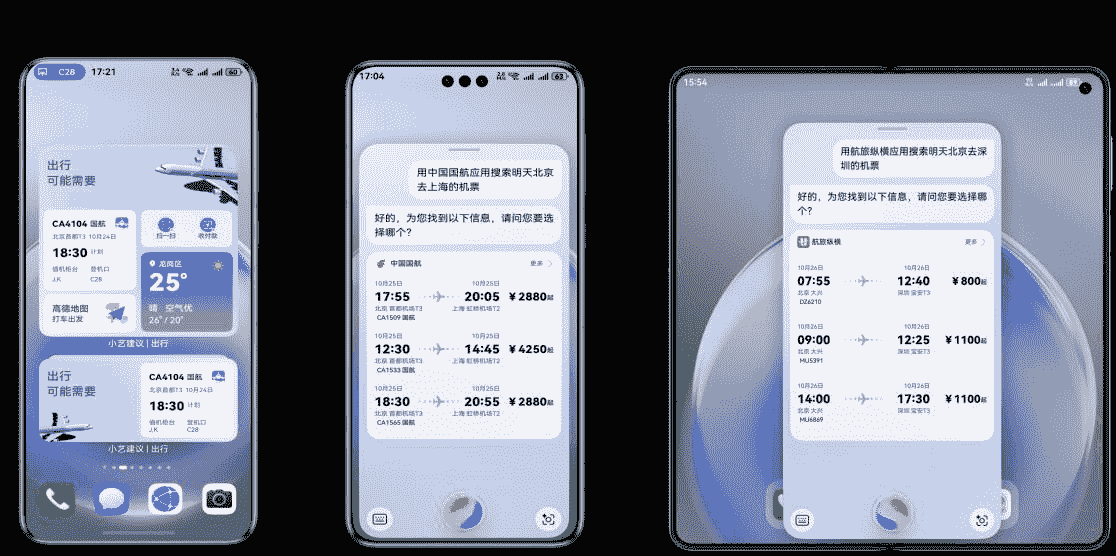 C28 17:21
60
出行
可能需要
CA4104 国航
北京首都T3 10月24日
18:30 计划
值机柜台 登机口
J,K C28
扫一扫 收付款
龙岗区
25°
晴 空气优
26°/ 20°
高德地图
打车出发
小艺建议 | 出行
出行
可能需要
CA4104 国航
北京首都T3 10月24日
18:30 计划
值机柜台 登机口
J,K C28
小艺建议 | 出行
17:04
63
用中国国航应用搜索明天北京
去上海的机票
好的，为您找到以下信息，请问您要选
择哪个？
中国国航 更多
10月25日 10月25日
17:55 20:05 ¥2880起
北京 首都机场T3 上海 虹桥机场T2
CA1509 国航
10月25日 10月25日
12:30 14:45 ¥4250起
北京 首都机场T3 上海 虹桥机场T2
CA1533 国航
10月25日 10月25日
18:30 20:55 ¥2880起
北京 首都机场T3 上海 虹桥机场T2
CA1565 国航
15:54
用航旅纵横应用搜索明天北京去深
圳的机票
好的，为您找到以下信息，请问您要选择哪
个？
航旅纵横 更多
10月26日 10月26日
07:55 12:40 ¥800起
北京 大兴 深圳 宝安T3
DZ6210
10月26日 10月26日
09:00 12:25 ¥1100起
北京 大兴 深圳 宝安T3
MU5391
10月26日 10月26日
14:00 17:30 ¥1100起
北京 大兴 深圳 宝安T3
MU6869